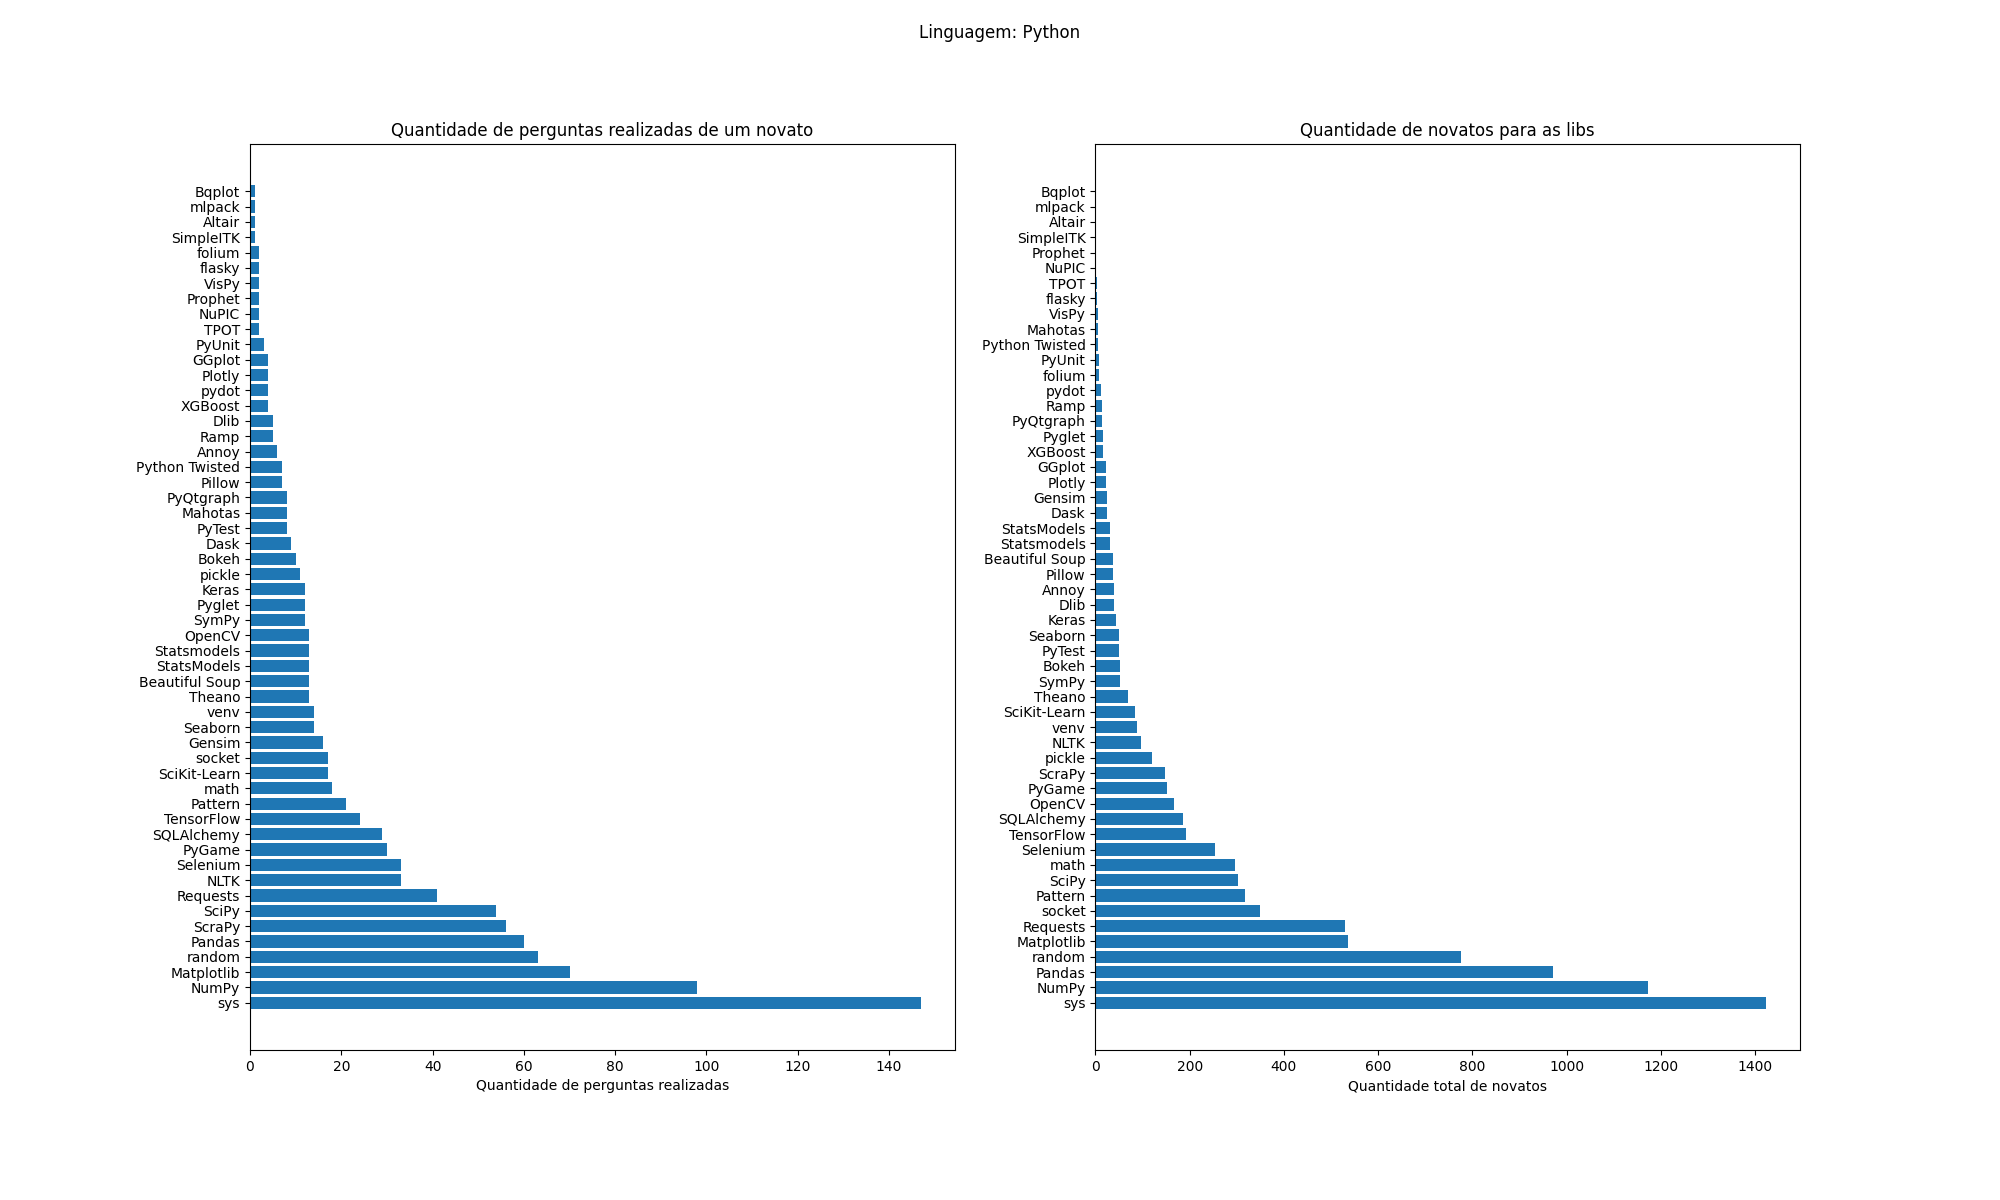 Linguagem: Python
Quantidade de perguntas realizadas de um novato
Bqplot
mlpack
Altair
SimpleITK
folium
flasky
VisPy
Prophet
NuPIC
TPOT
PyUnit
GGplot
Plotly
pydot
XGBoost
Dlib
Ramp
Annoy
Python Twisted
Pillow
PyQtgraph
Mahotas
PyTest
Dask
Bokeh
pickle
Keras
Pyglet
SymPy
OpenCV
Statsmodels
StatsModels
Beautiful Soup
Theano
venv
Seaborn
Gensim
socket
SciKit-Learn
math
Pattern
TensorFlow
SQLAlchemy
PyGame
Selenium
NLTK
Requests
SciPy
ScraPy
Pandas
random
Matplotlib
NumPy
sys
0 20 40 60 80 100 120 140
Quantidade de perguntas realizadas
Quantidade de novatos para as libs
Bqplot
mlpack
Altair
SimpleITK
Prophet
NuPIC
TPOT
flasky
VisPy
Mahotas
Python Twisted
PyUnit
folium
pydot
Ramp
PyQtgraph
Pyglet
XGBoost
GGplot
Plotly
Gensim
Dask
StatsModels
Statsmodels
Beautiful Soup
Pillow
Annoy
Dlib
Keras
Seaborn
PyTest
Bokeh
SymPy
Theano
SciKit-Learn
venv
NLTK
pickle
ScraPy
PyGame
OpenCV
SQLAlchemy
TensorFlow
Selenium
math
SciPy
Pattern
socket
Requests
Matplotlib
random
Pandas
NumPy
sys
0 200 400 600 800 1000 1200 1400
Quantidade total de novatos